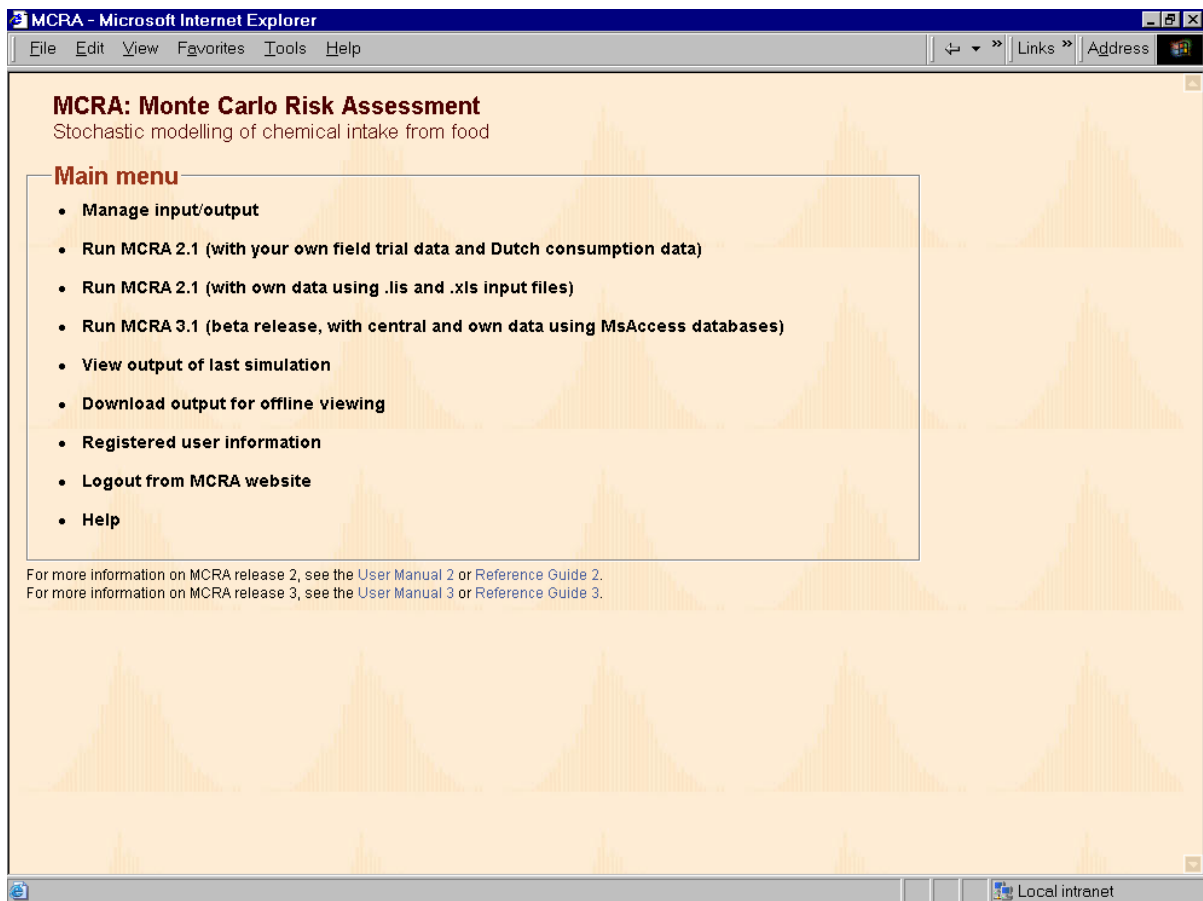 MCRA - Microsoft Internet Explorer
File Edit View Favorites Tools Help » Links » Address
MCRA: Monte Carlo Risk Assessment
Stochastic modelling of chemical intake from food
Main menu
• Manage input/output
• Run MCRA 2.1 (with your own field trial data and Dutch consumption data)
• Run MCRA 2.1 (with own data using .lis and .xls input files)
• Run MCRA 3.1 (beta release, with central and own data using MsAccess databases)
• View output of last simulation
• Download output for offline viewing
• Registered user information
• Logout from MCRA website
• Help
For more information on MCRA release 2, see the User Manual 2 or Reference Guide 2.
For more information on MCRA release 3, see the User Manual 3 or Reference Guide 3.
Local intranet